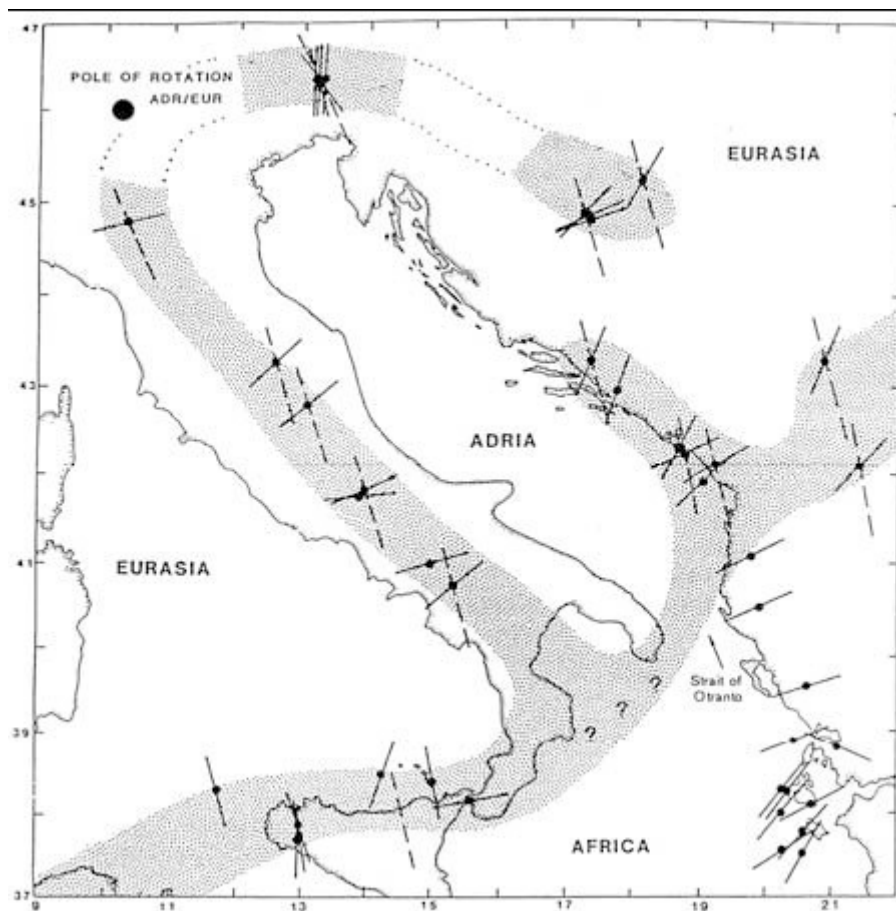 47
POLE OF ROTATION
ADR/EUR
EURASIA
45
43
ADRIA
41
EURASIA
Strait of
Otranto
39
?
?
?
AFRICA
37
9
11
13
15
17
19
21